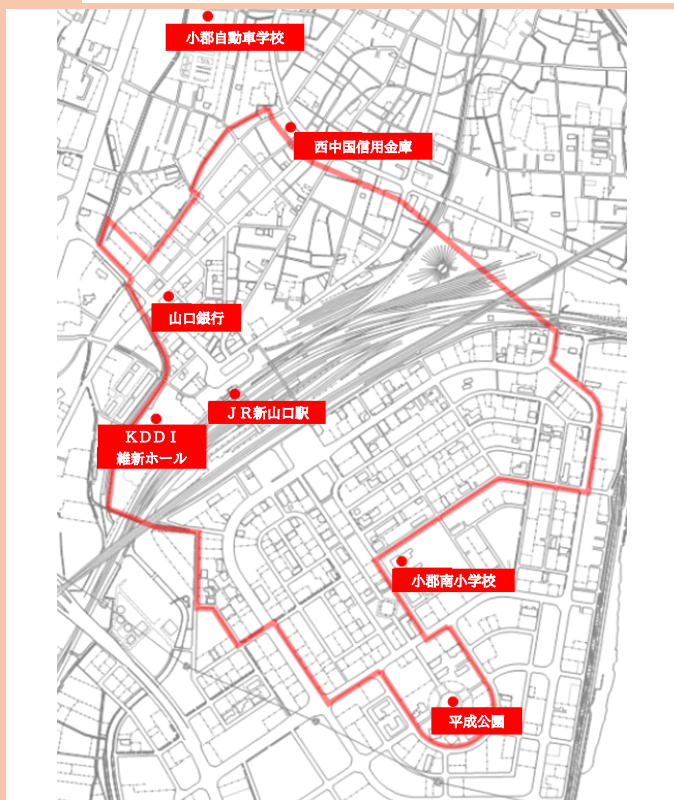 小郡自動車学校
西中国信用金庫
山口銀行
ＪＲ新山口駅
ＫＤＤＩ
維新ホール
小郡南小学校
平成公園